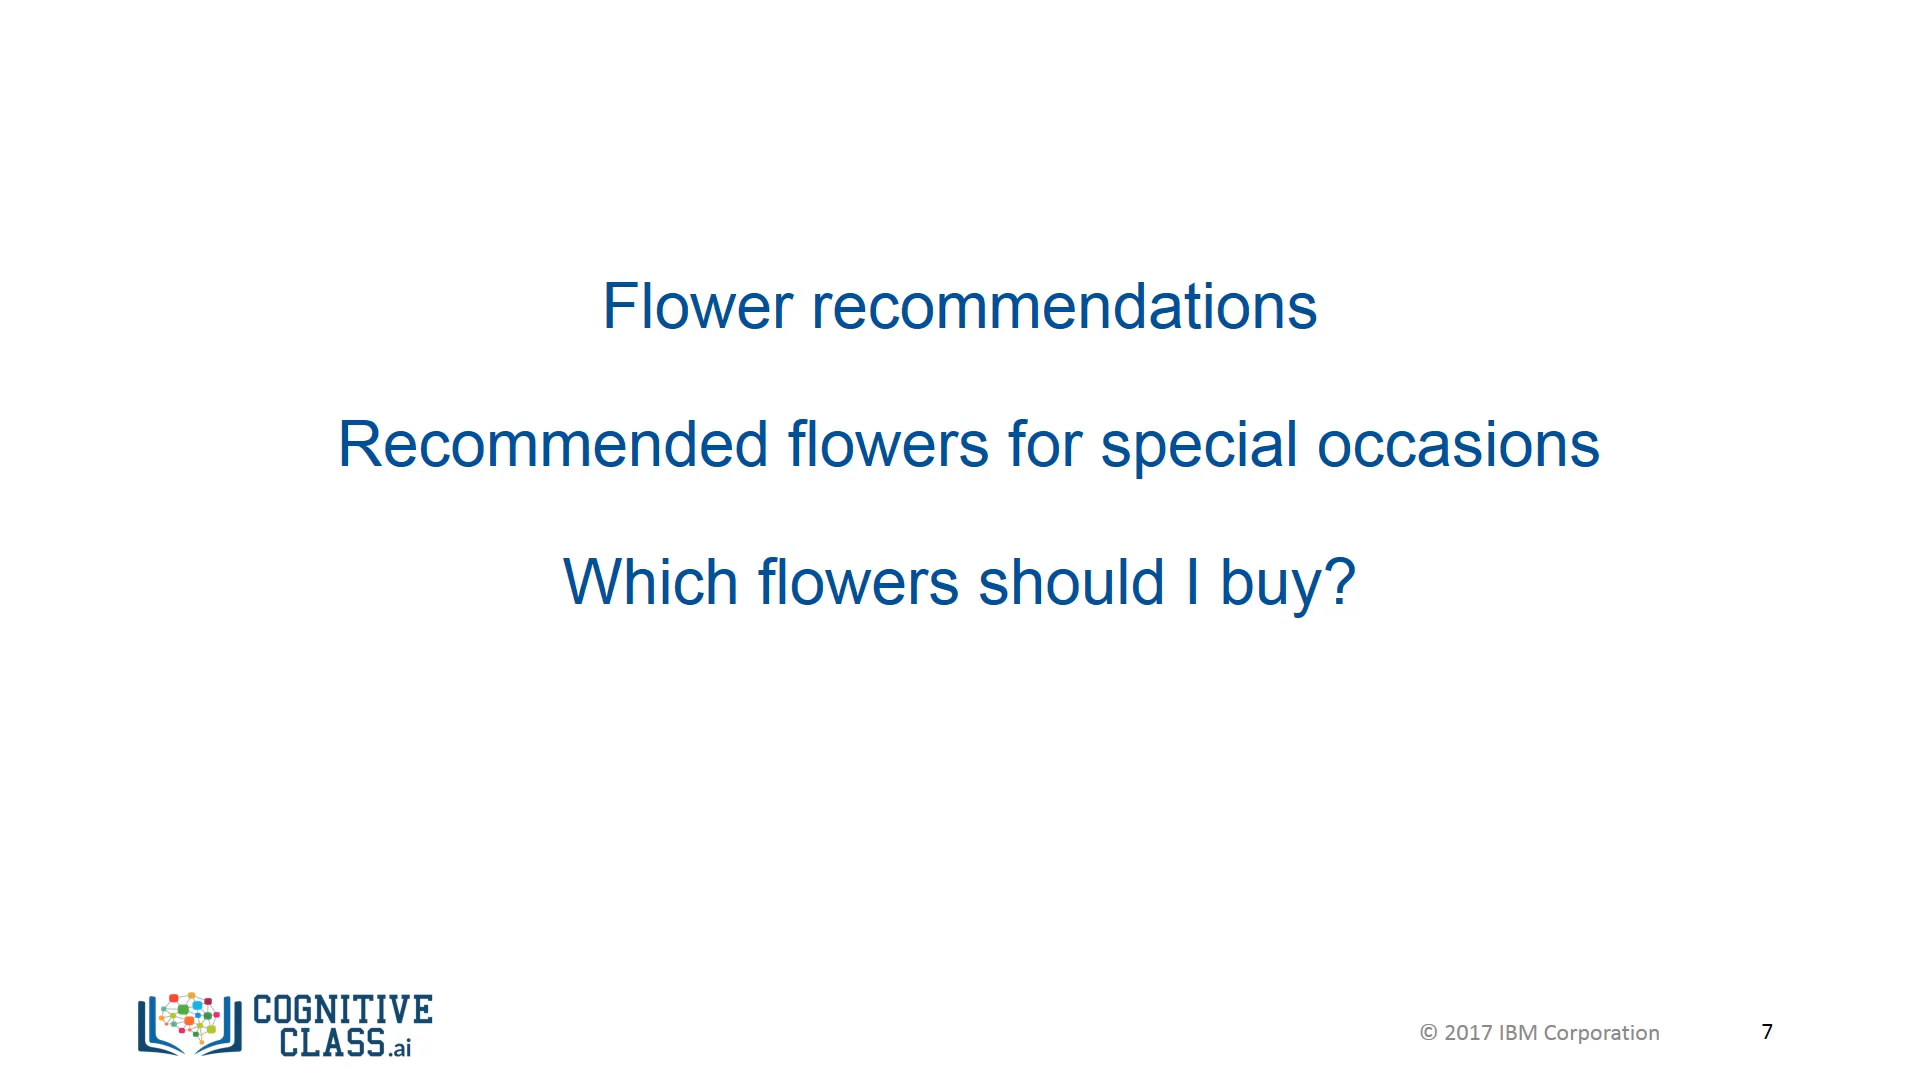 Flower recommendations
Recommended flowers for special occasions
Which flowers should I buy?
COGNITIVE
CLASS.ai
© 2017 IBM Corporation
7